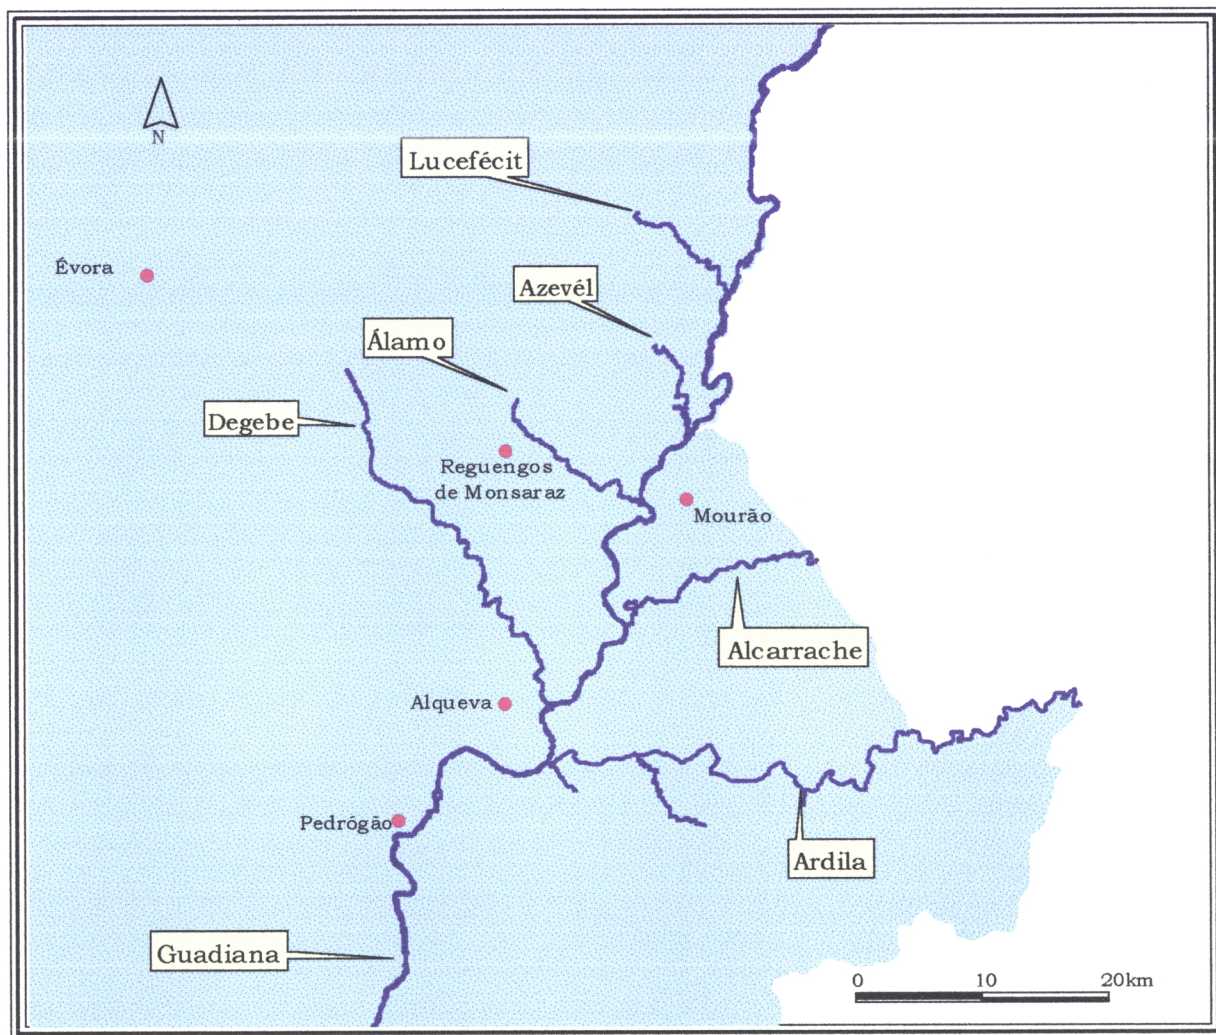 N
Lucefécit
Évora
Azevél
Álamo
Degebe
Reguengos
de Monsaraz
Mourão
Alcarrache
Alqueva
Pedrógão
Ardila
Guadiana
0 10 20km